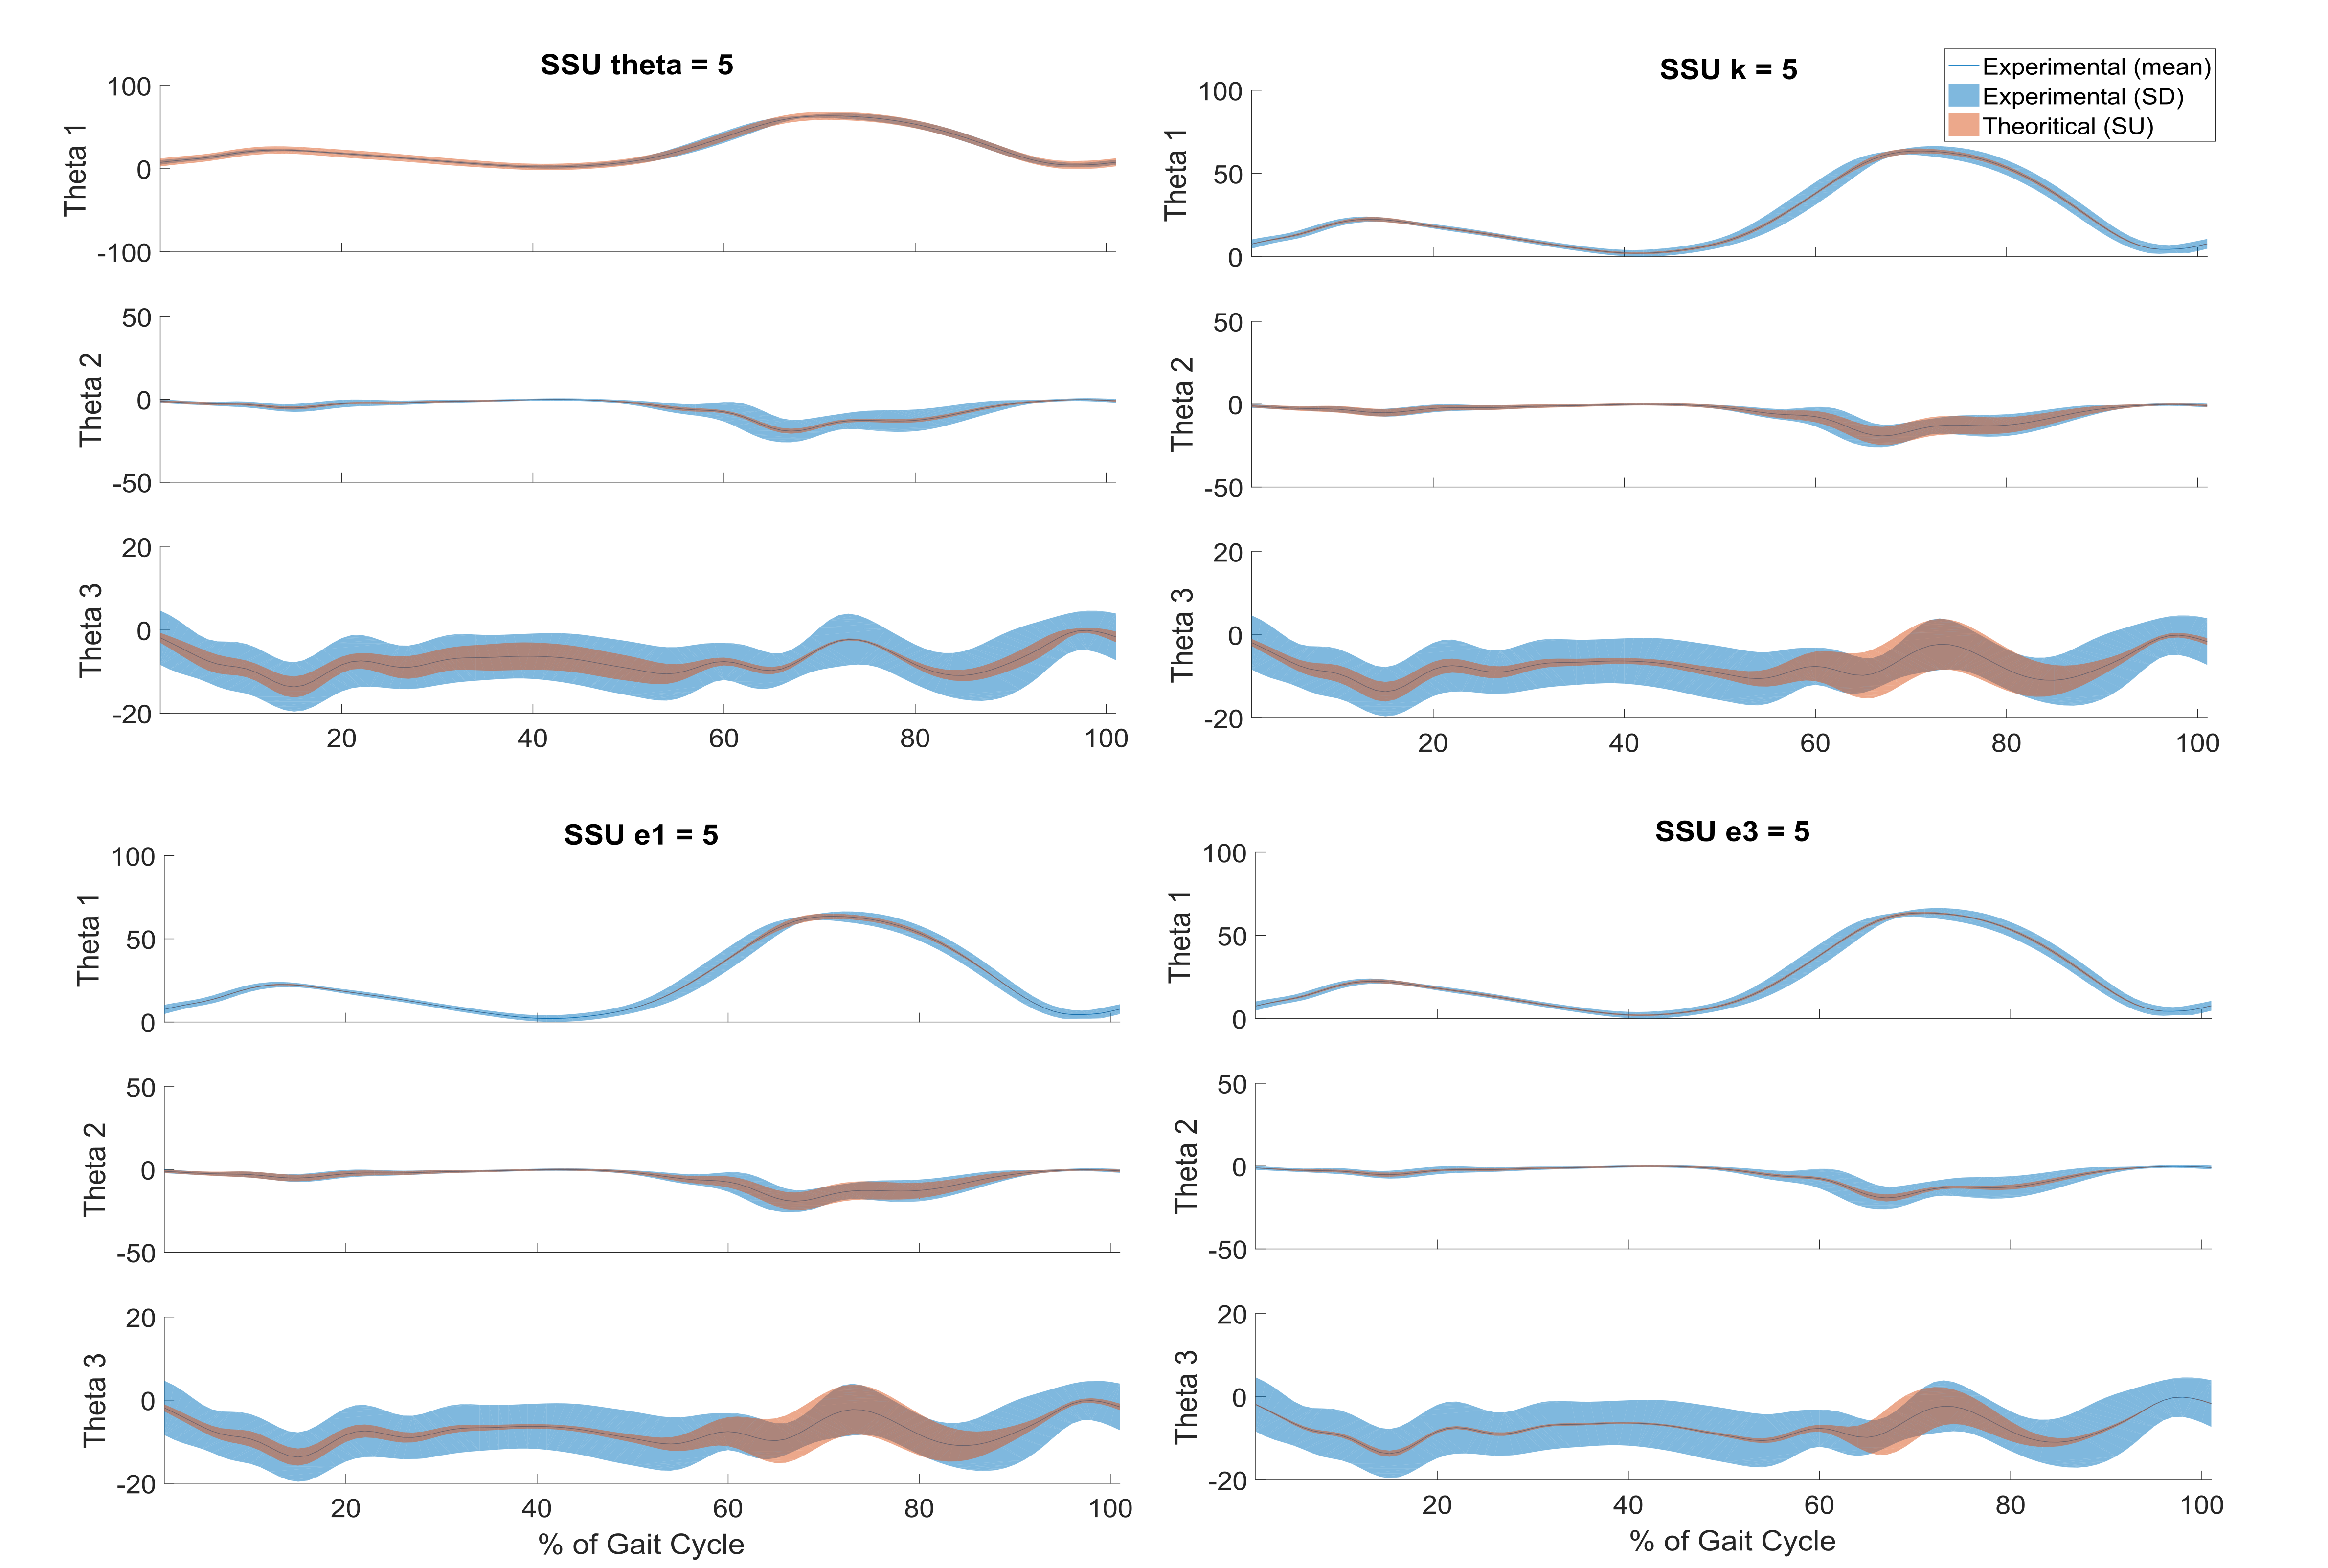 SSU theta = 5
100
0
-100
Theta 1
50
0
-50
Theta 2
20
0
-20
Theta 3
20
40
60
80
100
SSU k = 5
Experimental (mean)
Experimental (SD)
Theoritical (SU)
100
50
0
Theta 1
50
0
-50
Theta 2
20
0
-20
Theta 3
20
40
60
80
100
SSU e1 = 5
100
50
0
Theta 1
50
0
-50
Theta 2
20
0
-20
Theta 3
20
40
60
80
100
% of Gait Cycle
SSU e3 = 5
100
50
0
Theta 1
50
0
-50
Theta 2
20
0
-20
Theta 3
20
40
60
80
100
% of Gait Cycle